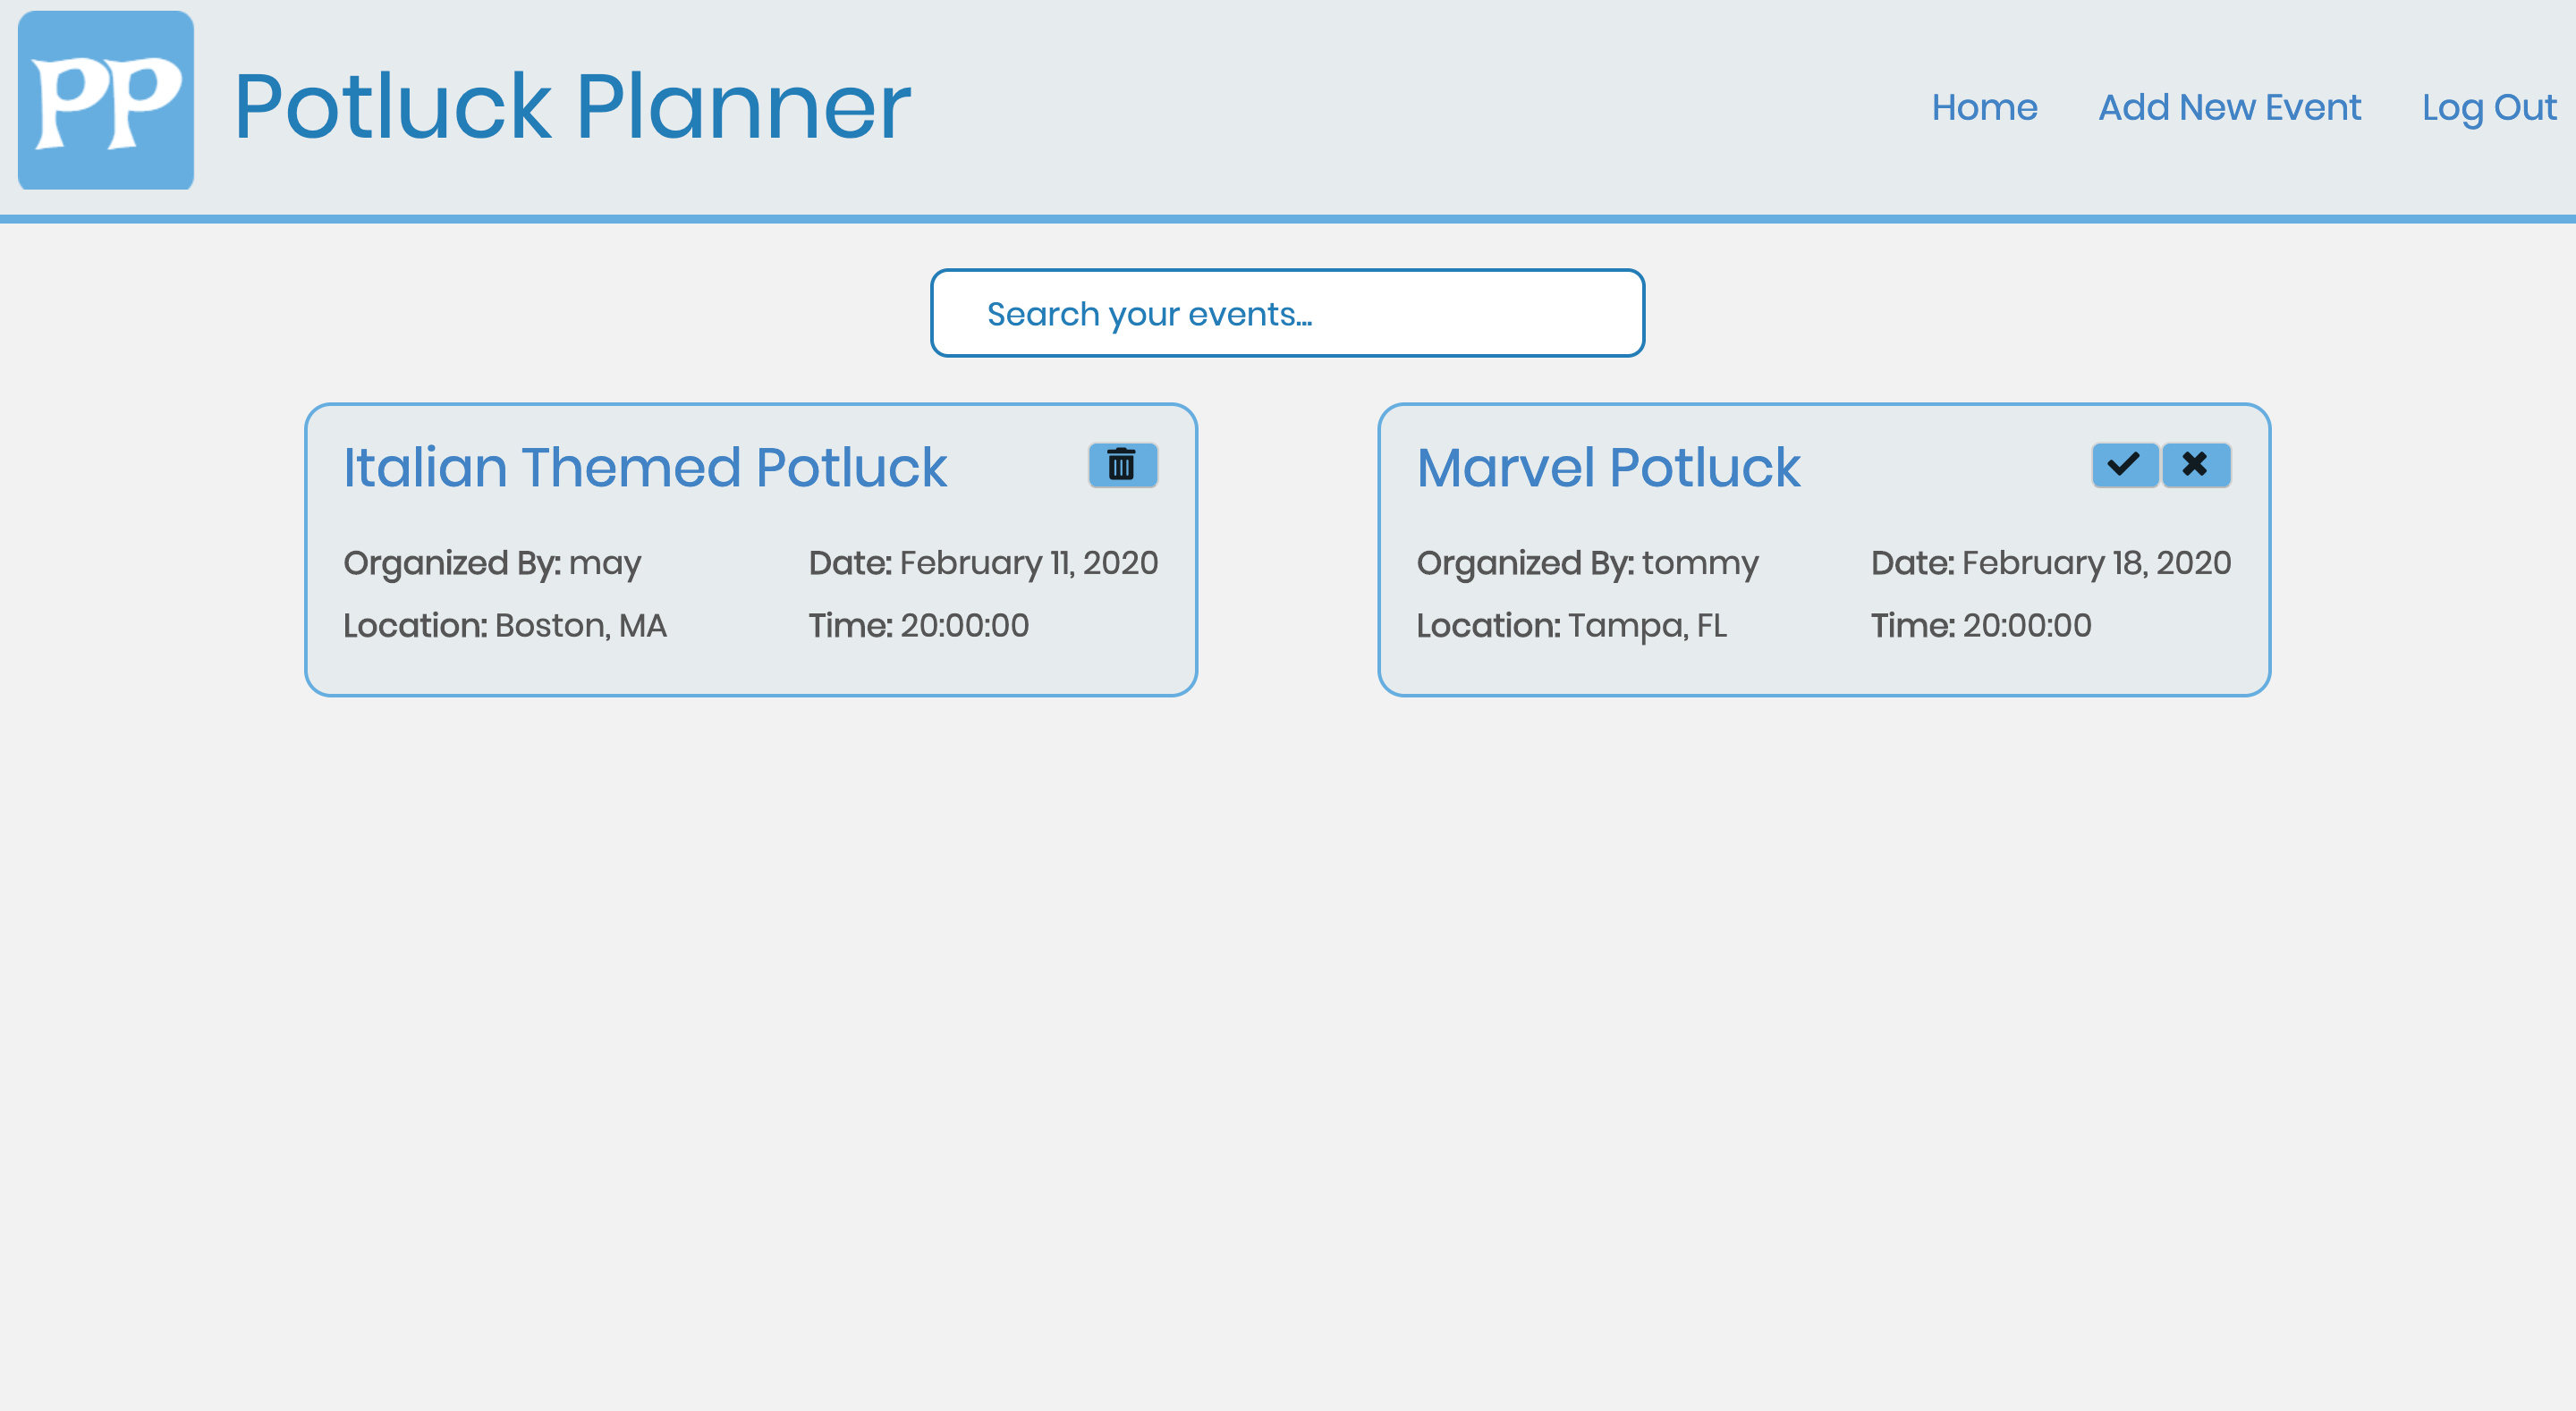 PP
Potluck Planner
Home
Add New Event
Log Out
Search your events...
Italian Themed Potluck
Organized By: may
Date: February 11, 2020
Location: Boston, MA
Time: 20:00:00
Marvel Potluck
Organized By: tommy
Date: February 18, 2020
Location: Tampa, FL
Time: 20:00:00